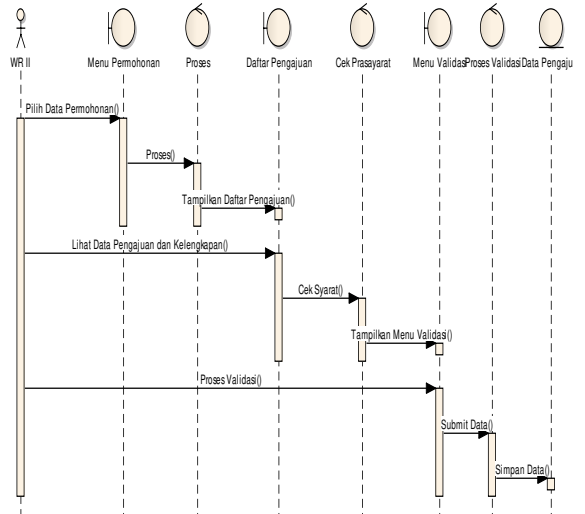 WR II
Menu Permohonan
Proses
Daftar Pengajuan
Cek Prasayarat
Menu Validasi
Proses Validasi
Data Pengaju
Pilih Data Permohonan()
Proses()
Tampilkan Daftar Pengajuan()
Lihat Data Pengajuan dan Kelengkapan()
Cek Syarat()
Tampilkan Menu Validasi()
Proses Validasi()
Submit Data()
Simpan Data()